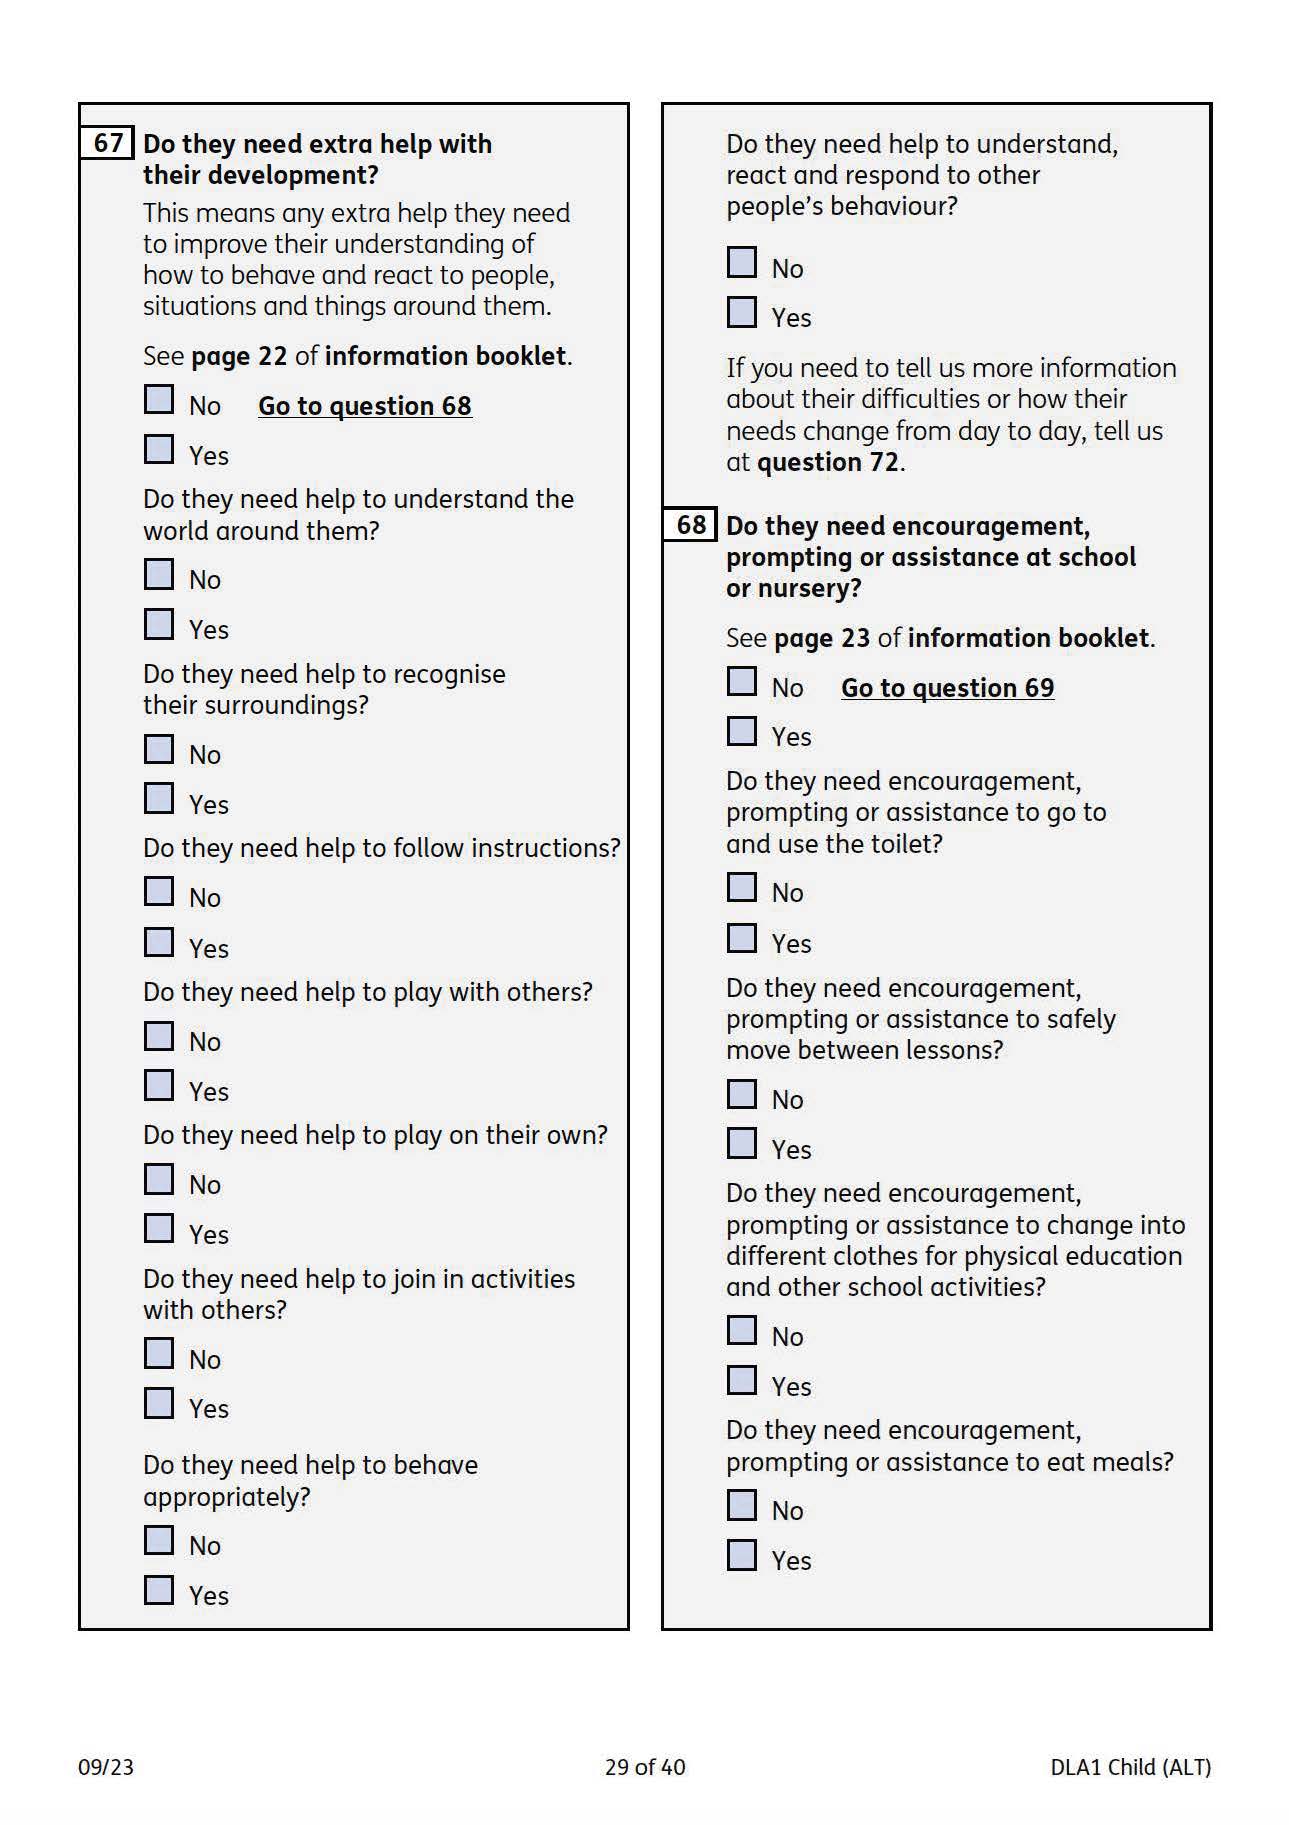 67 Do they need extra help with
their development?
This means any extra help they need
to improve their understanding of
how to behave and react to people,
situations and things around them.
See page 22 of information booklet.
No Go to question 68
Yes
Do they need help to understand the
world around them?
No
Yes
Do they need help to recognise
their surroundings?
No
Yes
Do they need help to follow instructions?
No
Yes
Do they need help to play with others?
No
Yes
Do they need help to play on their own?
No
Yes
Do they need help to join in activities
with others?
No
Yes
Do they need help to behave
appropriately?
No
Yes
Do they need help to understand,
react and respond to other
people’s behaviour?
No
Yes
If you need to tell us more information
about their difficulties or how their
needs change from day to day, tell us
at question 72.
68 Do they need encouragement,
prompting or assistance at school
or nursery?
See page 23 of information booklet.
No Go to question 69
Yes
Do they need encouragement,
prompting or assistance to go to
and use the toilet?
No
Yes
Do they need encouragement,
prompting or assistance to safely
move between lessons?
No
Yes
Do they need encouragement,
prompting or assistance to change into
different clothes for physical education
and other school activities?
No
Yes
Do they need encouragement,
prompting or assistance to eat meals?
No
Yes
09/23 29 of 40 DLA1 Child (ALT)